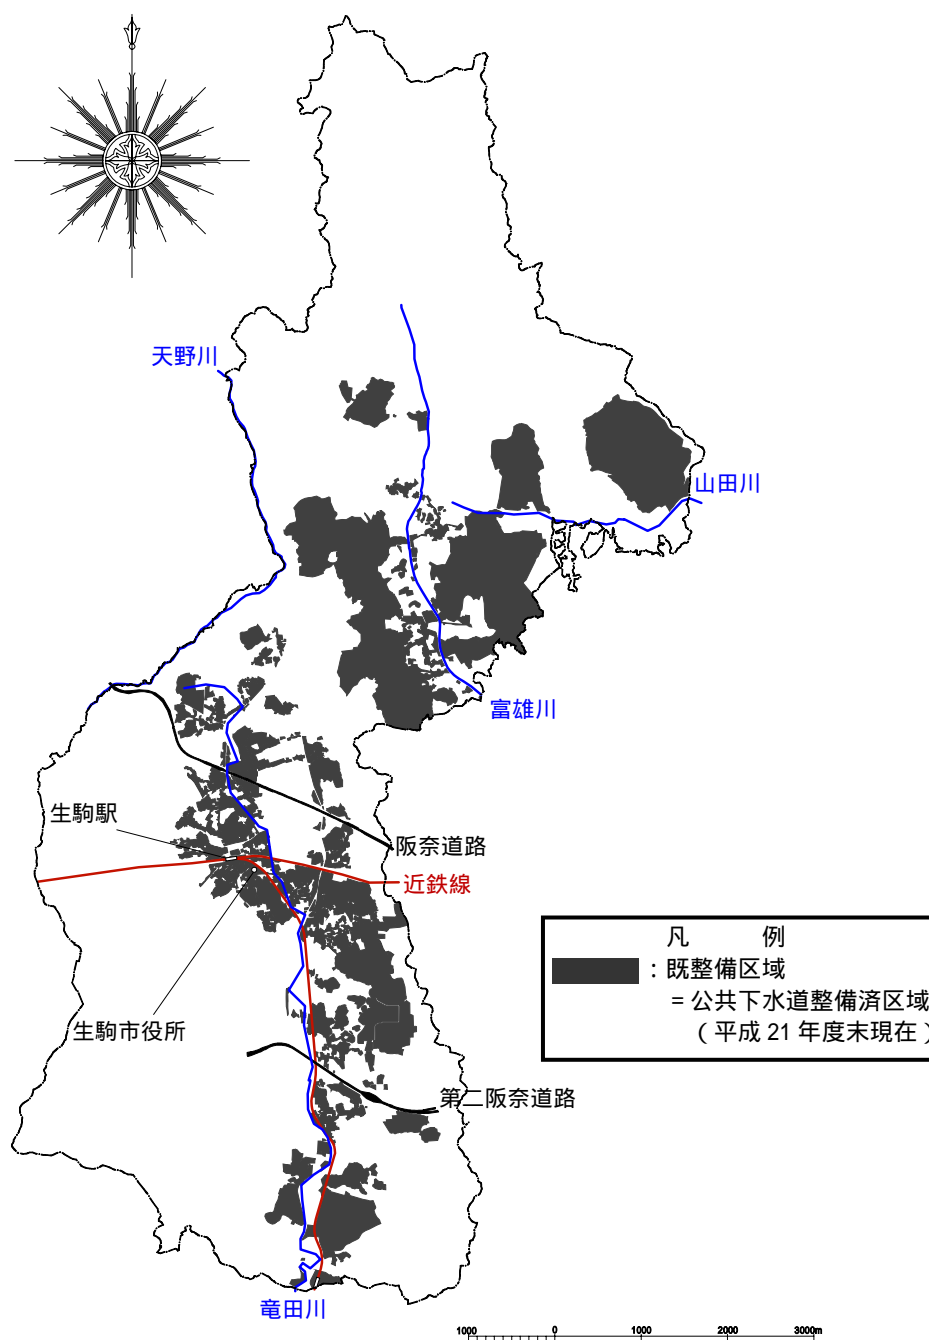 天野川
山田川
富雄川
生駒駅
阪奈道路
近鉄線
凡 例
：既整備区域
＝公共下水道整備済区域
（平成 21 年度末現在）
生駒市役所
第二阪奈道路
竜田川
1000 0 1000 2000 3000m